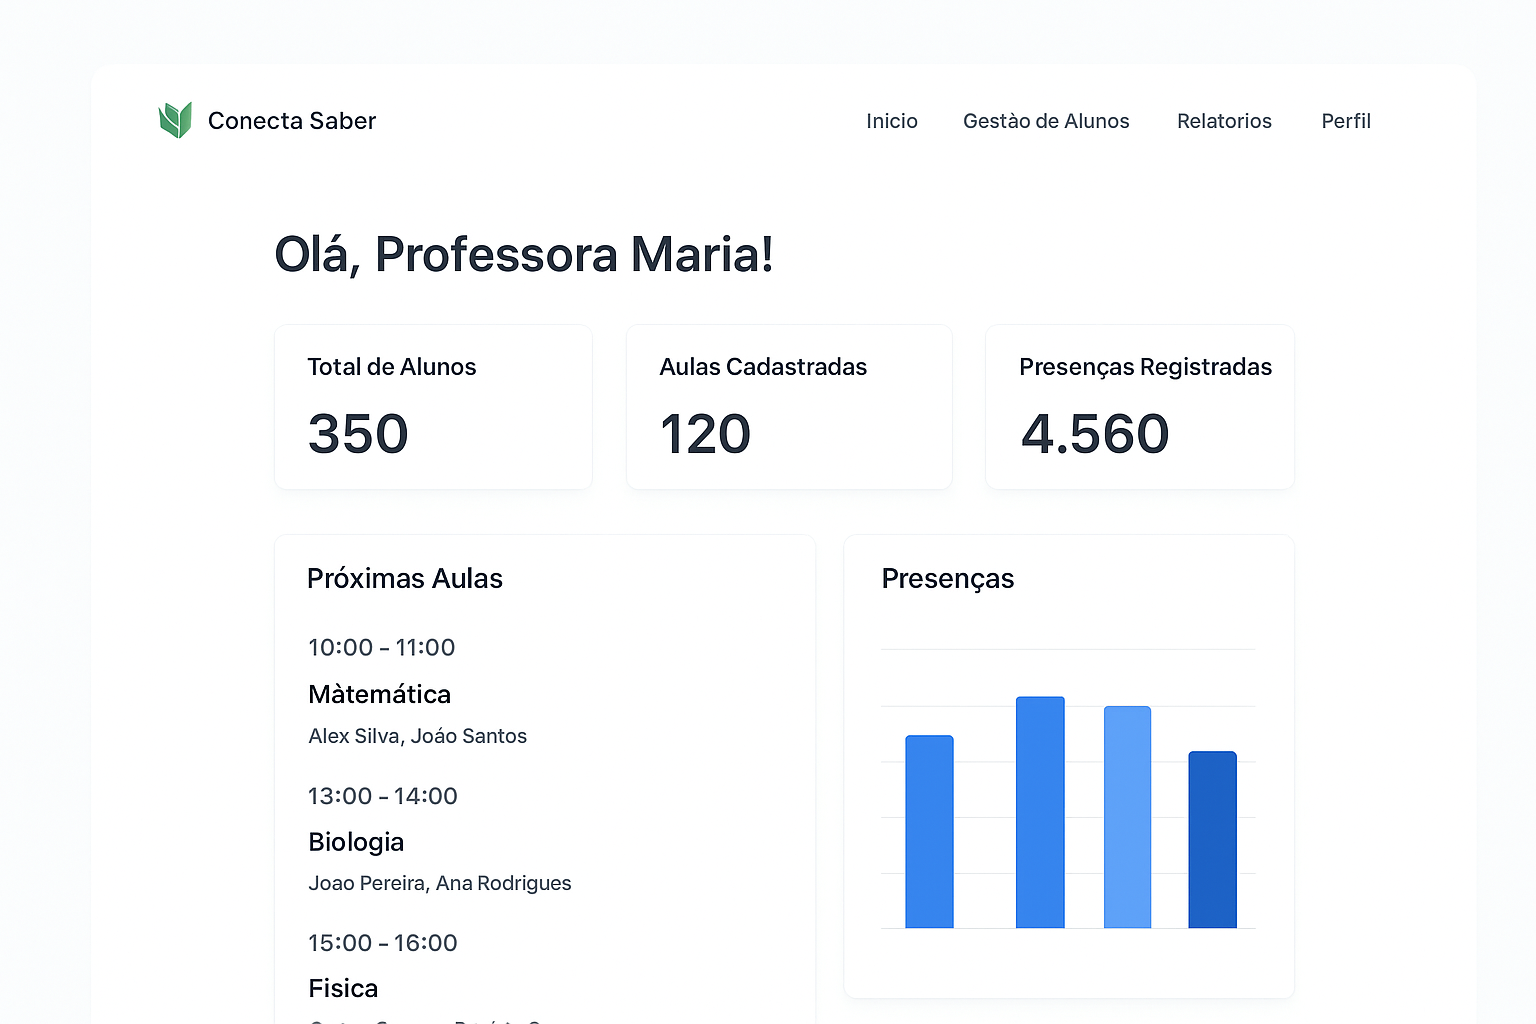 Conecta Saber
Inicio Gestào de Alunos Relatorios Perfil
Olá, Professora Maria!
Total de Alunos
350
Aulas Cadastradas
120
Presenças Registradas
4.560
Próximas Aulas
10:00 – 11:00
Màtemática
Alex Silva, Joáo Santos
13:00 – 14:00
Biologia
Joao Pereira, Ana Rodrigues
15:00 – 16:00
Fisica
Presenças